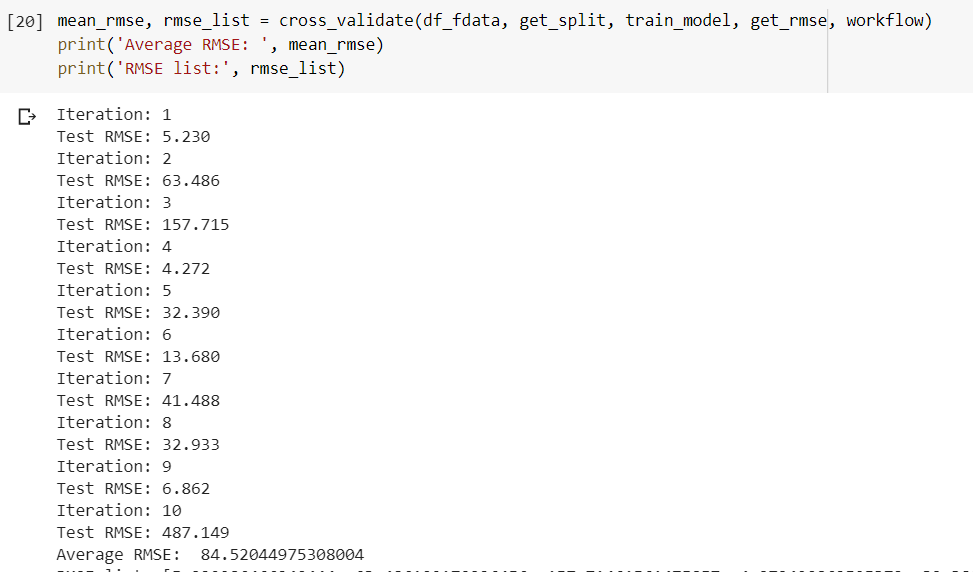 [20] mean_rmse, rmse_list = cross_validate(df_fdata, get_split, train_model, get_rmse, workflow)
print('Average RMSE: ', mean_rmse)
print('RMSE list:', rmse_list)
Iteration: 1
Test RMSE: 5.230
Iteration: 2
Test RMSE: 63.486
Iteration: 3
Test RMSE: 157.715
Iteration: 4
Test RMSE: 4.272
Iteration: 5
Test RMSE: 32.390
Iteration: 6
Test RMSE: 13.680
Iteration: 7
Test RMSE: 41.488
Iteration: 8
Test RMSE: 32.933
Iteration: 9
Test RMSE: 6.862
Iteration: 10
Test RMSE: 487.149
Average RMSE:  84.52044975308004